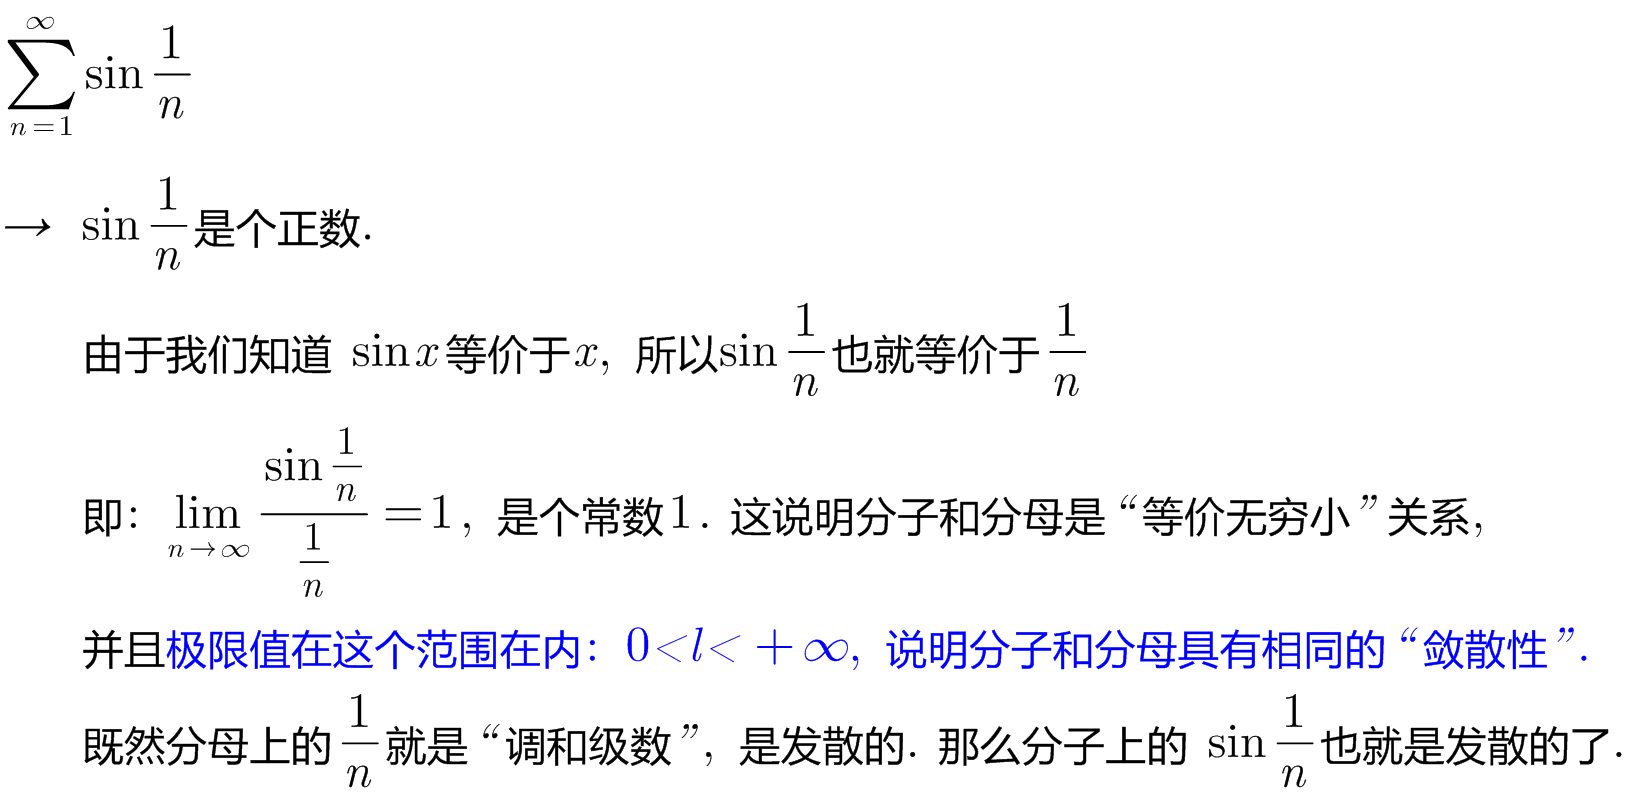 $\sum_{n=1}^{\infty} \sin \frac{1}{n}$
→ $\sin \frac{1}{n}$是个正数.
由于我们知道 $\sin x$等价于$x$, 所以$\sin \frac{1}{n}$也就等价于$\frac{1}{n}$
即: $\lim_{n \to \infty} \frac{\sin \frac{1}{n}}{\frac{1}{n}} = 1$, 是个常数1. 这说明分子和分母是“等价无穷小”关系,
并且极限值在这个范围在内: $0 < l < +\infty$, 说明分子和分母具有相同的“敛散性”.
既然分母上的$\frac{1}{n}$就是“调和级数”, 是发散的. 那么分子上的 $\sin \frac{1}{n}$也就是发散的了.